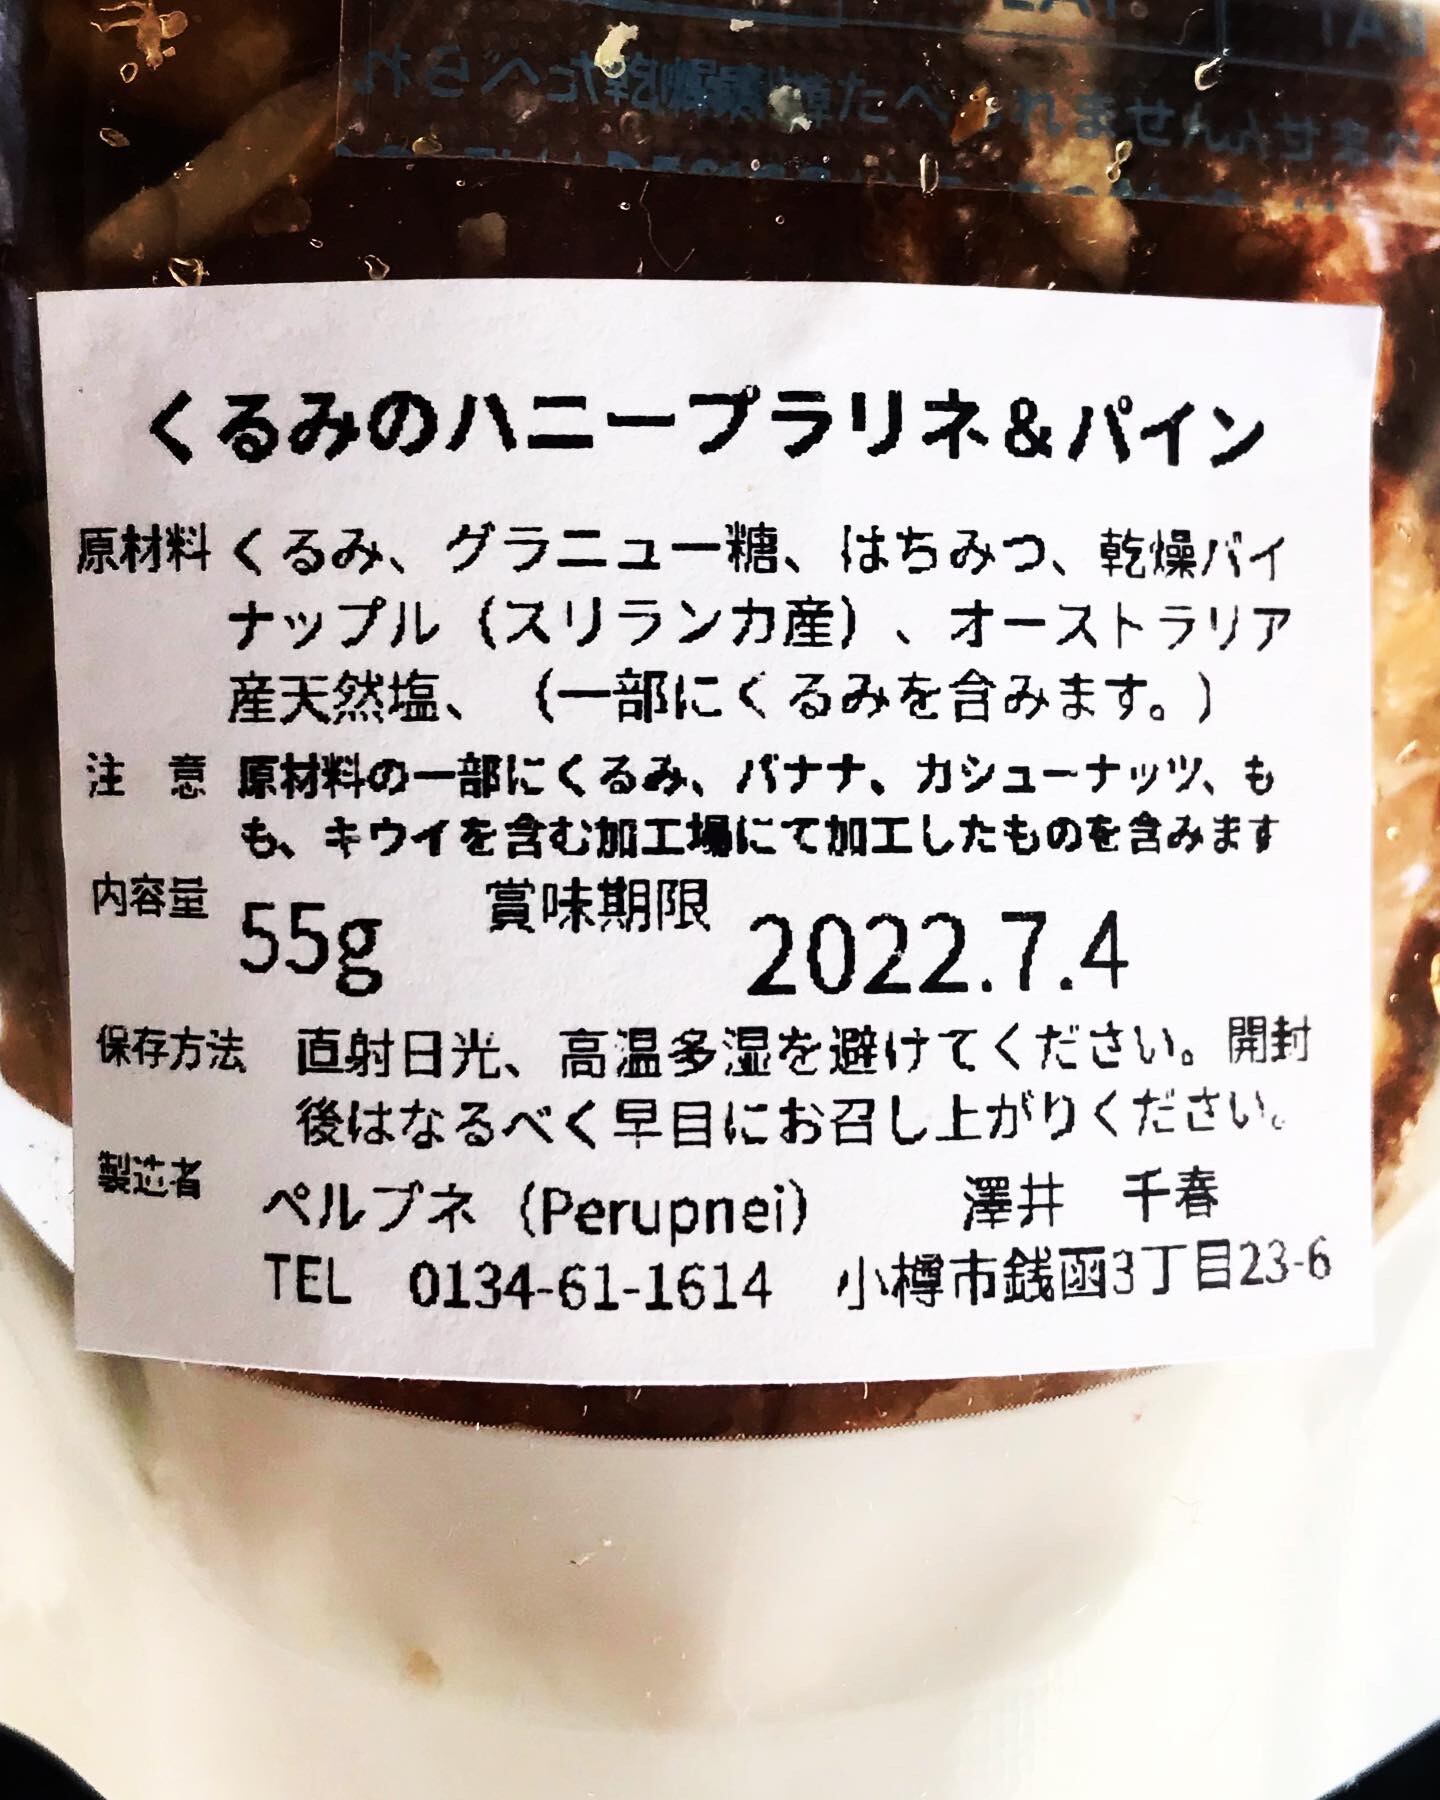 くるみのハニープラリネ&パイン
原材料 くるみ、グラニュー糖、はちみつ、乾燥パイ
ナップル（スリランカ産）、オーストラリア
産天然塩、（一部にくるみを含みます。）
注　意 原材料の一部にくるみ、バナナ、カシューナッツ、も
も、キウイを含む加工場にて加工したものを含みます
内容量 55g 賞味期限 2022.7.4
保存方法 直射日光、高温多湿を避けてください。開封
後はなるべく早目にお召し上がりください。
製造者 ペルプネ（Perupnei） 澤井　千春
TEL 0134-61-1614 小樽市銭函3丁目23-6